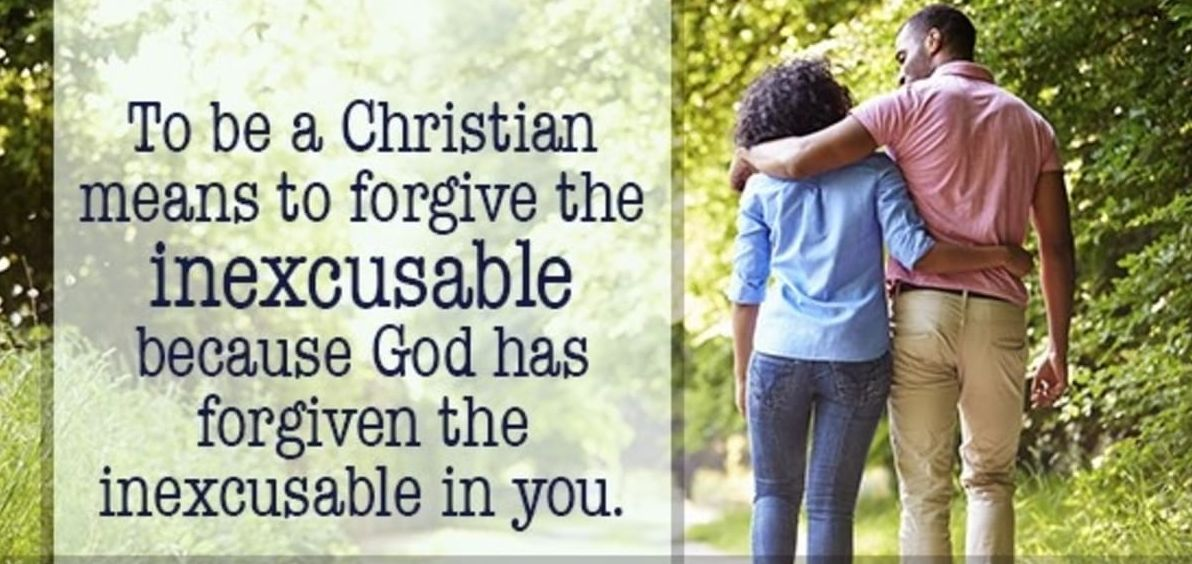 To be a Christian
means to forgive the
inexcusable
because God has
forgiven the
inexcusable in you.